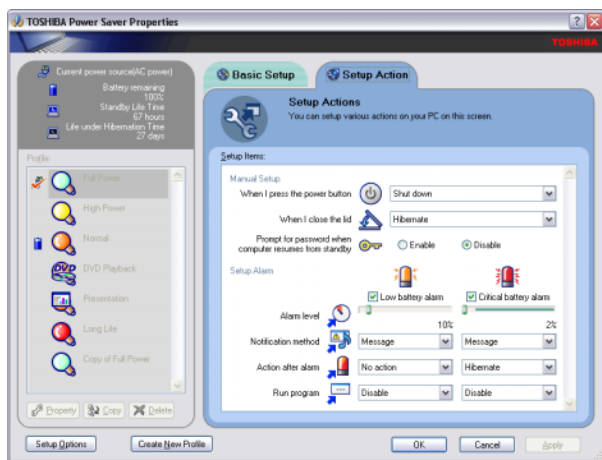 TOSHIBA Power Saver Properties
TOSHIBA
Current power source(AC power)
Battery remaining
100%
Standby Life Time
67 hours
Life under Hibernation Time
27 days
Profile:
Full Power
High Power
Normal
DVD
DVD Playback
Presentation
Long Life
Copy of Full Power
Property
Copy
Delete
Basic Setup
Setup Action
Setup Actions
You can setup various actions on your PC on this screen.
Setup Items:
Manual Setup
When I press the power button
Shut down
When I close the lid
Hibernate
Prompt for password when
computer resumes from standby
Enable
Disable
Setup Alarm
Low battery alarm
Critical battery alarm
Alarm level
10%
2%
Notification method
Message
Message
Action after alarm
No action
Hibernate
Run program
Disable
Disable
Setup Options
Create New Profile
OK
Cancel
Apply